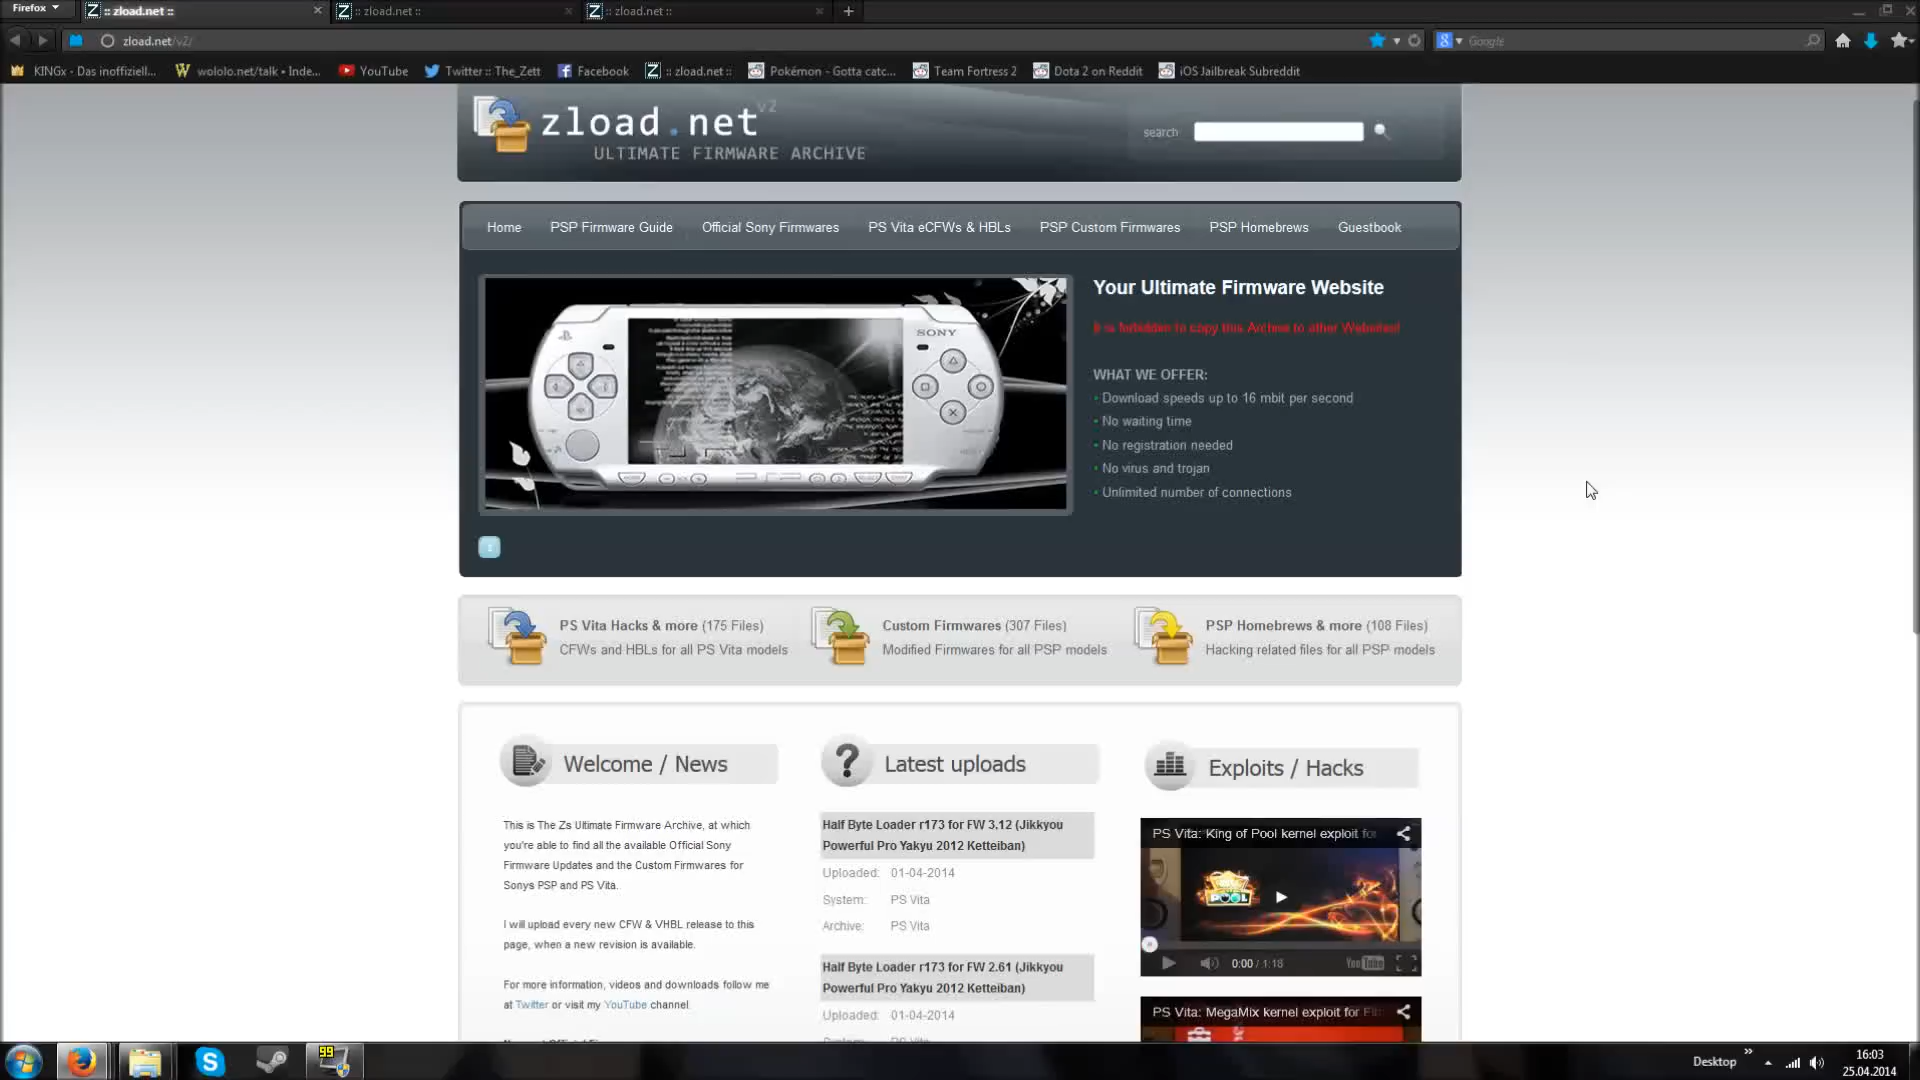 Firefox
:: zload.net ::
:: zload.net ::
:: zload.net ::
zload.net/v2/
Google
KINGx - Das inoffiziell...
wololo.net/talk • Inde...
YouTube
Twitter :: The_Zett
Facebook
:: zload.net ::
Pokémon - Gotta catc...
Team Fortress 2
Dota 2 on Reddit
iOS Jailbreak Subreddit
zload.net v2
ULTIMATE FIRMWARE ARCHIVE
search
Home
PSP Firmware Guide
Official Sony Firmwares
PS Vita eCFWs & HBLs
PSP Custom Firmwares
PSP Homebrews
Guestbook
SONY
Your Ultimate Firmware Website
It is forbidden to copy this Archive to other Websites!
WHAT WE OFFER:
• Download speeds up to 16 mbit per second
• No waiting time
• No registration needed
• No virus and trojan
• Unlimited number of connections
1
PS Vita Hacks & more (175 Files)
CFWs and HBLs for all PS Vita models
Custom Firmwares (307 Files)
Modified Firmwares for all PSP models
PSP Homebrews & more (108 Files)
Hacking related files for all PSP models
Welcome / News
This is The Zs Ultimate Firmware Archive, at which
you're able to find all the available Official Sony
Firmware Updates and the Custom Firmwares for
Sonys PSP and PS Vita.
I will upload every new CFW & VHBL release to this
page, when a new revision is available.
For more information, videos and downloads follow me
at Twitter or visit my YouTube channel.
Latest uploads
Half Byte Loader r173 for FW 3.12 (Jikkyou
Powerful Pro Yakyu 2012 Ketteiban)
Uploaded: 01-04-2014
System: PS Vita
Archive: PS Vita
Half Byte Loader r173 for FW 2.61 (Jikkyou
Powerful Pro Yakyu 2012 Ketteiban)
Uploaded: 01-04-2014
System: PS Vita
Exploits / Hacks
PS Vita: King of Pool kernel exploit for
POOL
0:00 / 1:18
YouTube
PS Vita: MegaMix kernel exploit for Fi
99
Desktop
16:03
25.04.2014